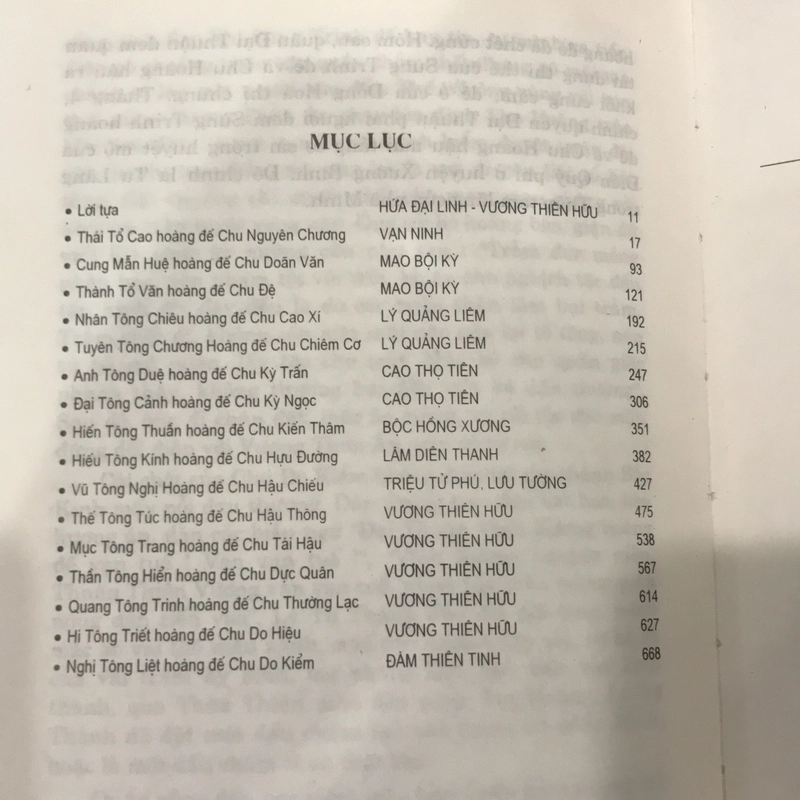 MỤC LỤC
• Lời tựa HỨA ĐẠI LINH - VƯƠNG THIÊN HỮU 11
• Thái Tổ Cao hoàng đế Chu Nguyên Chương VẠN NINH 17
• Cung Mẫn Huệ hoàng đế Chu Doãn Văn MAO BỘI KỲ 93
• Thành Tổ Văn hoàng đế Chu Đệ MAO BỘI KỲ 121
• Nhân Tông Chiêu hoàng đế Chu Cao Xí LÝ QUẢNG LIÊM 192
• Tuyên Tông Chương Hoàng đế Chu Chiêm Cơ LÝ QUẢNG LIÊM 215
• Anh Tông Duệ hoàng đế Chu Kỳ Trấn CAO THỌ TIÊN 247
• Đại Tông Cảnh hoàng đế Chu Kỳ Ngọc CAO THỌ TIÊN 306
• Hiến Tông Thuần hoàng đế Chu Kiến Thâm BỘC HỒNG XƯƠNG 351
• Hiếu Tông Kính hoàng đế Chu Hựu Đường LÂM DIÊN THANH 382
• Vũ Tông Nghị Hoàng đế Chu Hậu Chiếu TRIỆU TỬ PHÚ, LƯU TƯỜNG 427
• Thế Tông Túc hoàng đế Chu Hậu Thông VƯƠNG THIÊN HỮU 475
• Mục Tông Trang hoàng đế Chu Tải Hậu VƯƠNG THIÊN HỮU 538
• Thần Tông Hiển hoàng đế Chu Dực Quân VƯƠNG THIÊN HỮU 567
• Quang Tông Trinh hoàng đế Chu Thường Lạc VƯƠNG THIÊN HỮU 614
• Hi Tông Triết hoàng đế Chu Do Hiệu VƯƠNG THIÊN HỮU 627
• Nghị Tông Liệt hoàng đế Chu Do Kiểm ĐÀM THIÊN TINH 668